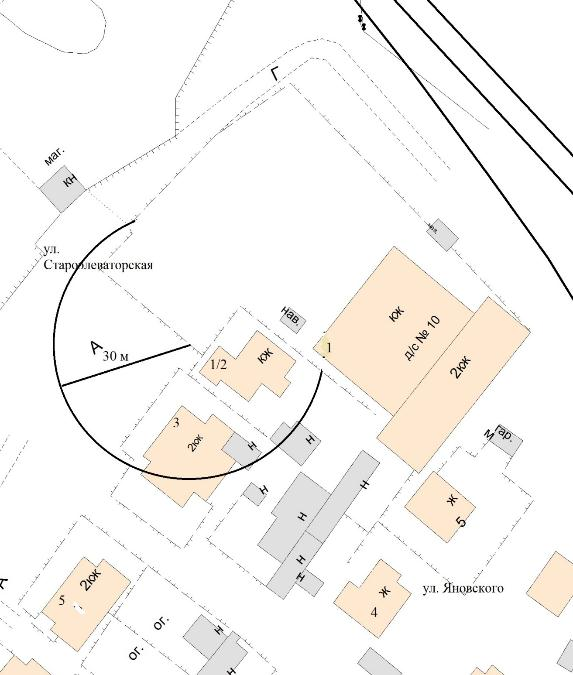 Г
маг.
кн
ул.
Староэлеваторская
нав.
кж
1
д/с № 10
А
30 м
1/2
кж
2кж
3
2кж
н
н
гар.
м
н
н
ж
5
н
н
н
2кж
5
ж
4
ул. Яновского
А
ог.
н
ог.
н